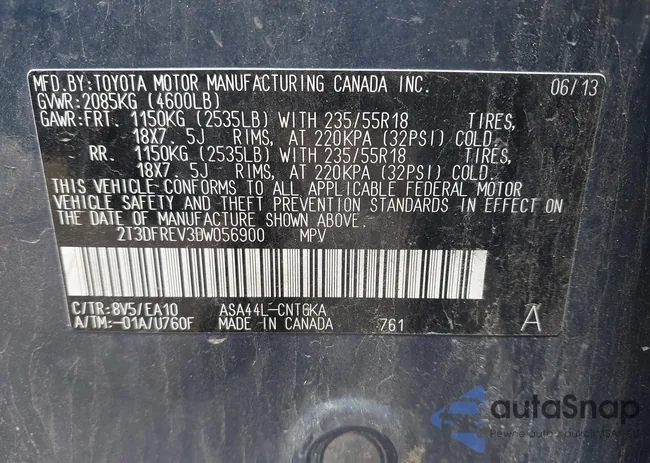 MFD.BY:TOYOTA MOTOR MANUFACTURING CANADA INC. 06/13
GVWR:2085KG (4600LB)
GAWR:FRT. 1150KG (2535LB) WITH 235/55R18 TIRES,
18X7.5J RIMS, AT 220KPA (32PSI) COLD.
RR. 1150KG (2535LB) WITH 235/55R18 TIRES,
18X7.5J RIMS, AT 220KPA (32PSI) COLD.
THIS VEHICLE CONFORMS TO ALL APPLICABLE FEDERAL MOTOR
VEHICLE SAFETY AND THEFT PREVENTION STANDARDS IN EFFECT ON
THE DATE OF MANUFACTURE SHOWN ABOVE.
2T3DFREV3DW056900 MPV
C/TR:8V5/EA10 ASA44L-CNTGKA
A/TM:-01A/U760F MADE IN CANADA 761 A
autaSnap
Pewne auto z aukcji